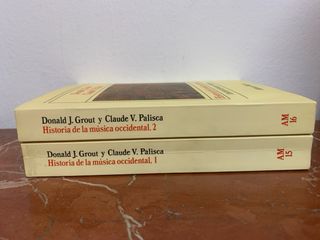 Donald J. Grout y Claude V. Palisca
Historia de la música occidental, 2
AM
16
Donald J. Grout y Claude V. Palisca
Historia de la música occidental, 1
AM
15